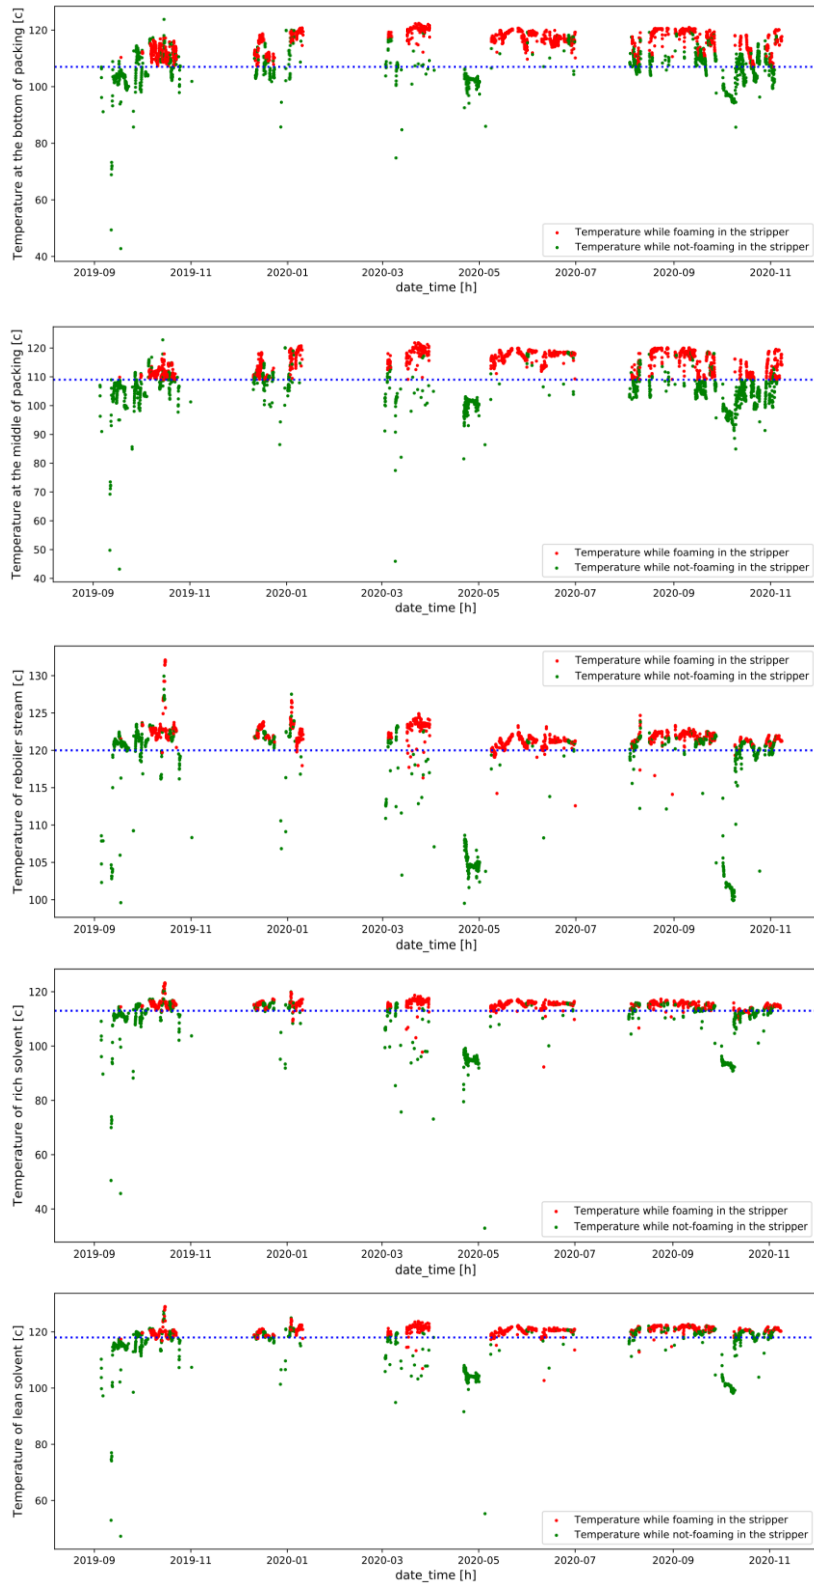 Temperature at the bottom of packing [c]
120
100
80
60
40
Temperature while foaming in the stripper
Temperature while not-foaming in the stripper
2019-09 2019-11 2020-01 2020-03 2020-05 2020-07 2020-09 2020-11
date_time [h]
Temperature at the middle of packing [c]
120
110
100
90
80
70
60
50
40
Temperature while foaming in the stripper
Temperature while not-foaming in the stripper
2019-09 2019-11 2020-01 2020-03 2020-05 2020-07 2020-09 2020-11
date_time [h]
Temperature of reboiler stream [c]
130
125
120
115
110
105
100
Temperature while foaming in the stripper
Temperature while not-foaming in the stripper
2019-09 2019-11 2020-01 2020-03 2020-05 2020-07 2020-09 2020-11
date_time [h]
Temperature of rich solvent [c]
120
100
80
60
40
Temperature while foaming in the stripper
Temperature while not-foaming in the stripper
2019-09 2019-11 2020-01 2020-03 2020-05 2020-07 2020-09 2020-11
date_time [h]
Temperature of lean solvent [c]
120
100
80
60
Temperature while foaming in the stripper
Temperature while not-foaming in the stripper
2019-09 2019-11 2020-01 2020-03 2020-05 2020-07 2020-09 2020-11
date_time [h]